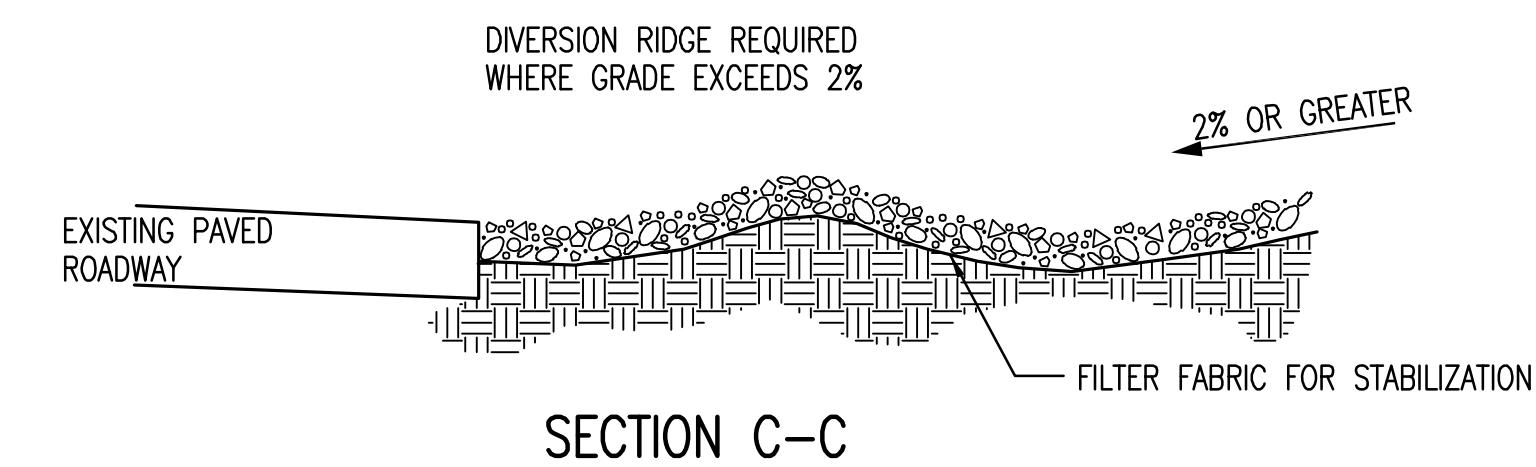 DIVERSION RIDGE REQUIRED
WHERE GRADE EXCEEDS 2%
2% OR GREATER
EXISTING PAVED
ROADWAY
FILTER FABRIC FOR STABILIZATION
SECTION C-C